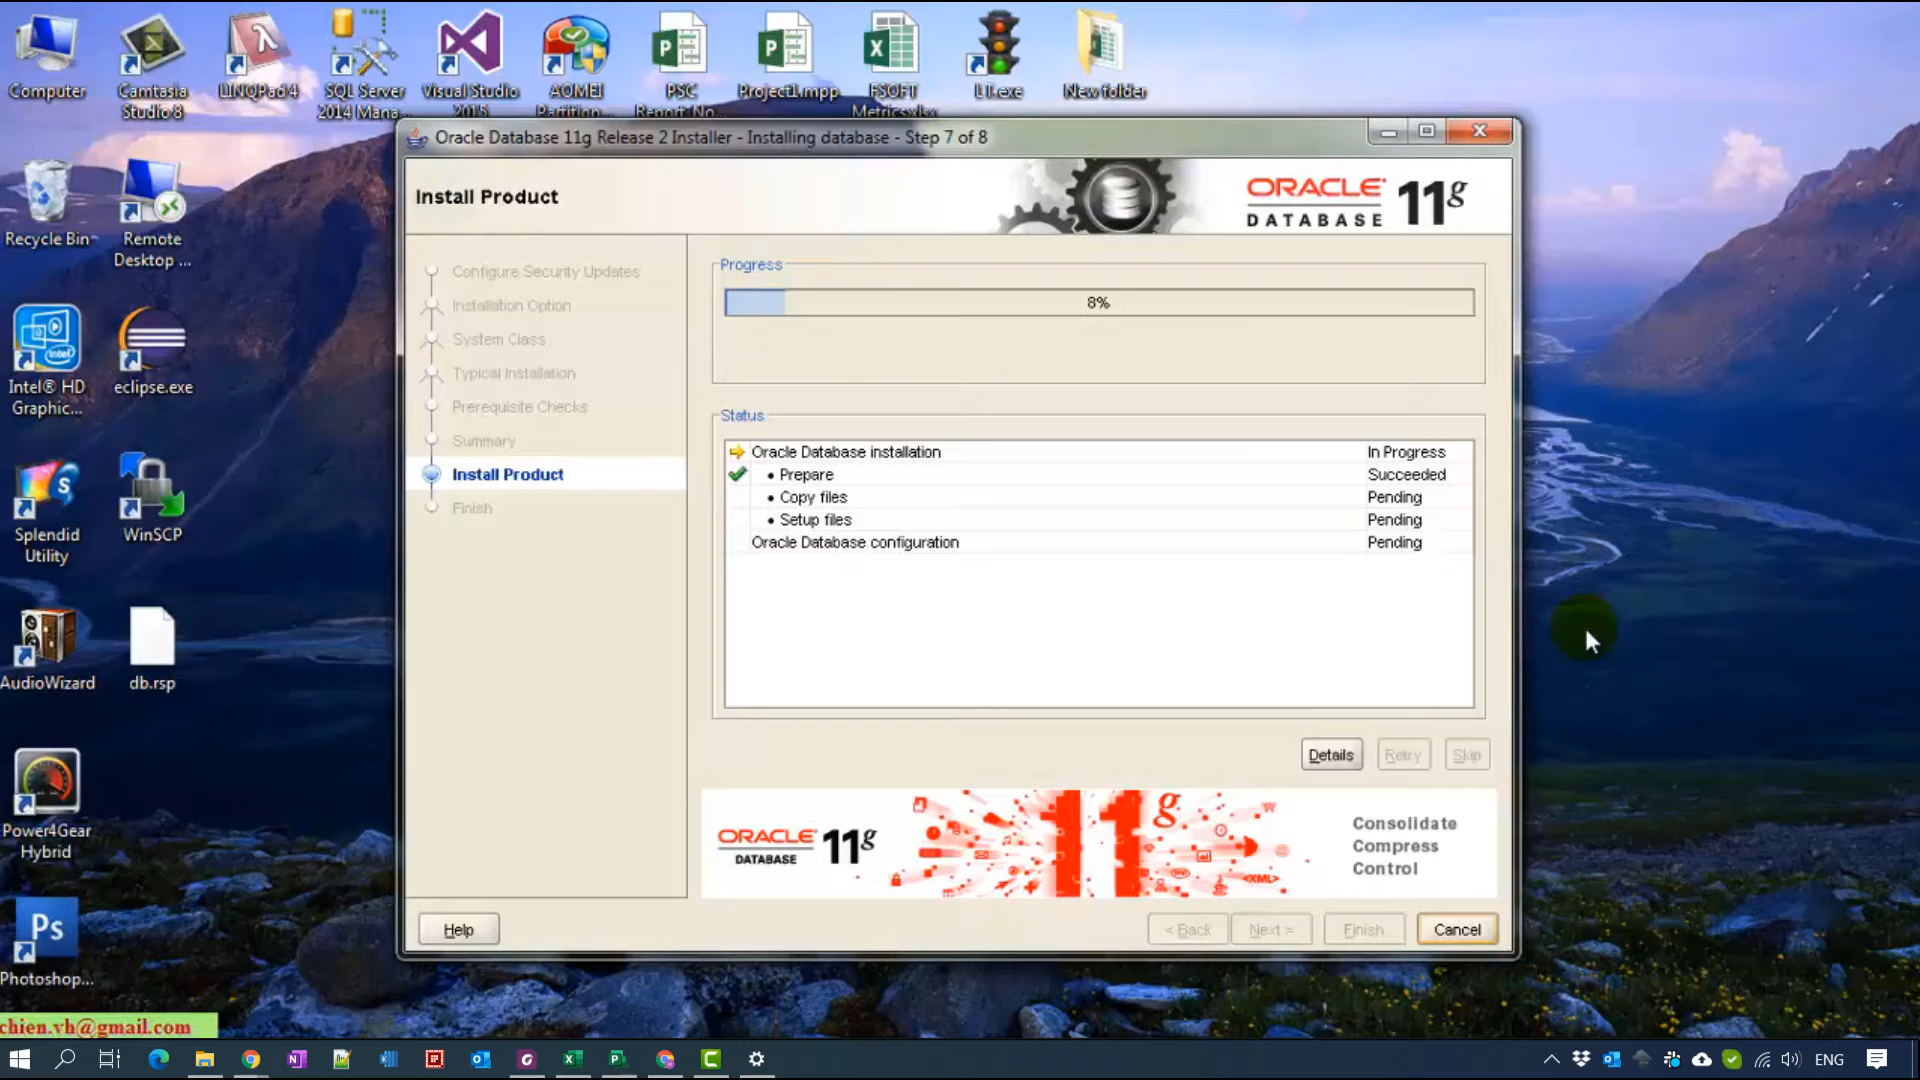 Computer
Camtasia Studio 8
LINQPad 4
SQL Server 2014 Mana...
Visual Studio 2015
AOMEI Partition...
PSC Report (No...
Project1.mpp
FSOFT Metrics.xlsx
New folder
Recycle Bin
Remote Desktop ...
Intel® HD Graphic...
eclipse.exe
Splendid Utility
WinSCP
AudioWizard
db.rsp
Power4Gear Hybrid
Ps
Photoshop...
chien.vh@gmail.com
Oracle Database 11g Release 2 Installer - Installing database - Step 7 of 8
Install Product
ORACLE DATABASE 11g
Configure Security Updates
Installation Option
System Class
Typical Installation
Prerequisite Checks
Summary
Install Product
Finish
Progress
8%
Status
Oracle Database installation In Progress
• Prepare Succeeded
• Copy files Pending
• Setup files Pending
Oracle Database configuration Pending
Details Retry Skip
ORACLE DATABASE 11g
11g
<XML>
Consolidate
Compress
Control
Help
< Back Next > Finish Cancel
ENG